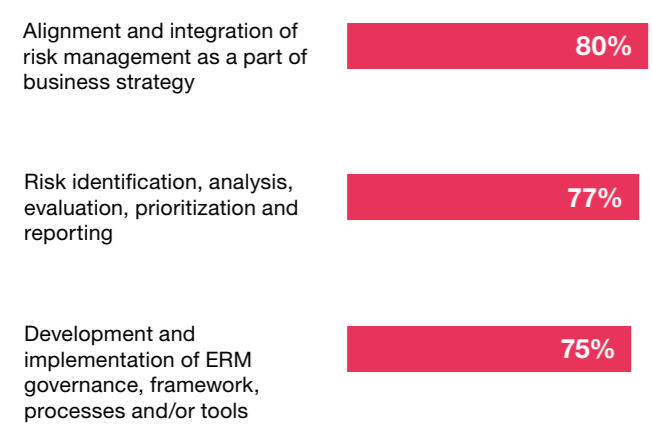 Alignment and integration of
risk management as a part of
business strategy
80%
Risk identification, analysis,
evaluation, prioritization and
reporting
77%
Development and
implementation of ERM
governance, framework,
processes and/or tools
75%